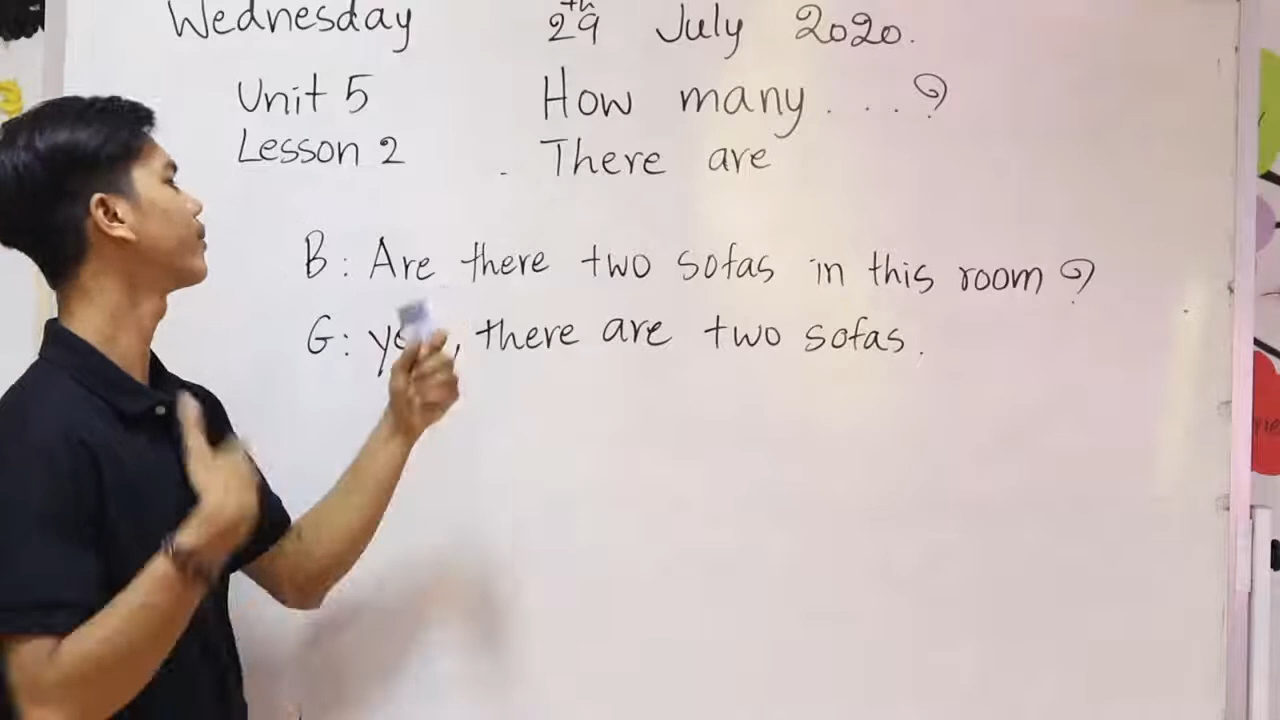 Wednesday 29th July 2020.
Unit 5 How many ...?
Lesson 2 . There are
B: Are there two sofas in this room?
G: , there are two sofas.